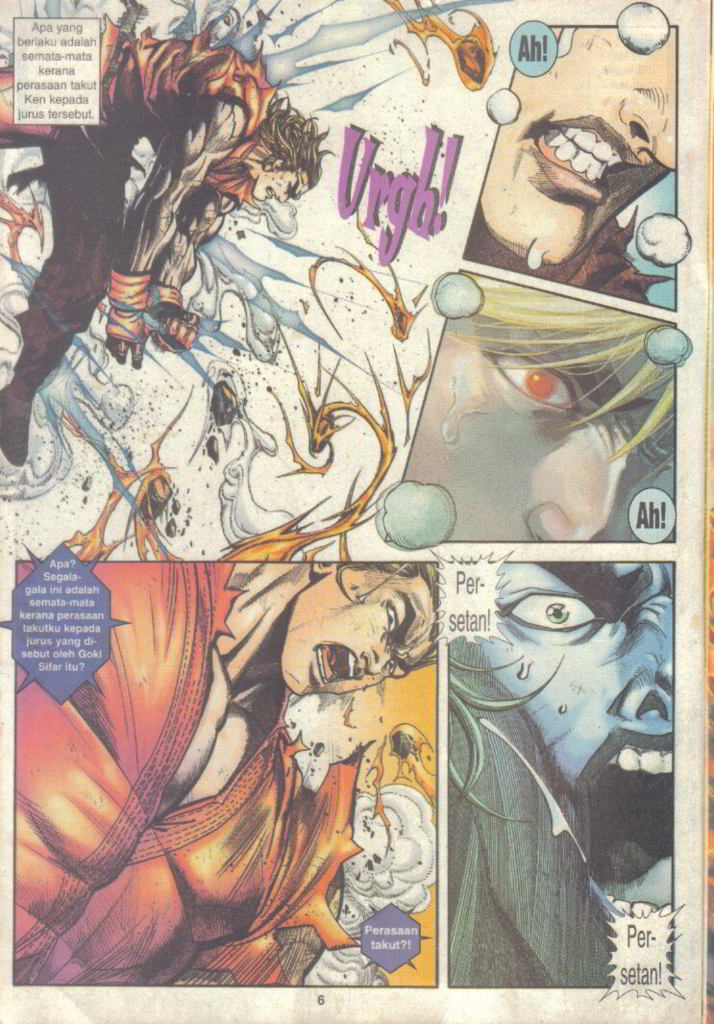 Apa yang
berlaku adalah
semata-mata
kerana
perasaan takut
Ken kepada
jurus tersebut.
Urgh!
Ah!
Ah!
Apa?
Segala-
gala ini adalah
semata-mata
kerana perasaan
takutku kepada
jurus yang di-
sebut oleh Goki
Sifar itu?
Perasaan
takut?!
Per-
setan!
Per-
setan!
6